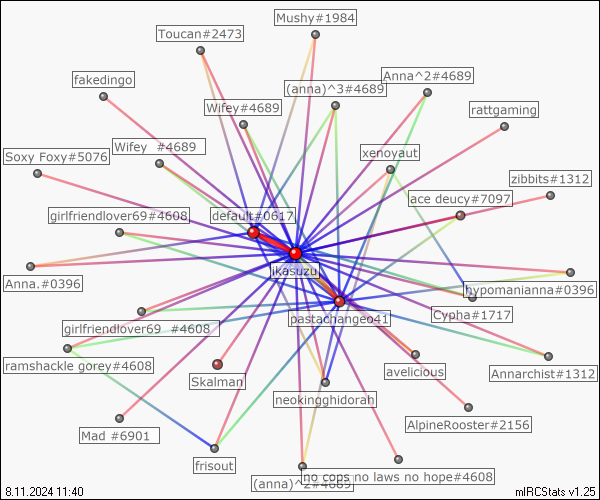 Mushy#1984
Toucan#2473
fakedingo
(anna)^3#4689
Anna^2#4689
Wifey#4689
rattgaming
Wifey  #4689
xenoyaut
Soxy Foxy#5076
zibbits#1312
ace deucy#7097
girlfriendlover69#4608
default#0617
ikasuzu
Anna.#0396
hypomanianna#0396
Cypha#1717
pastachangeo41
girlfriendlover69  #4608
ramshackle gorey#4608
avelicious
Annarchist#1312
Skalman
neokingghidorah
AlpineRooster#2156
Mad #6901
frisout
no cops no laws no hope#4608
(anna)^2#4689
8.11.2024 11:40
mIRCStats v1.25